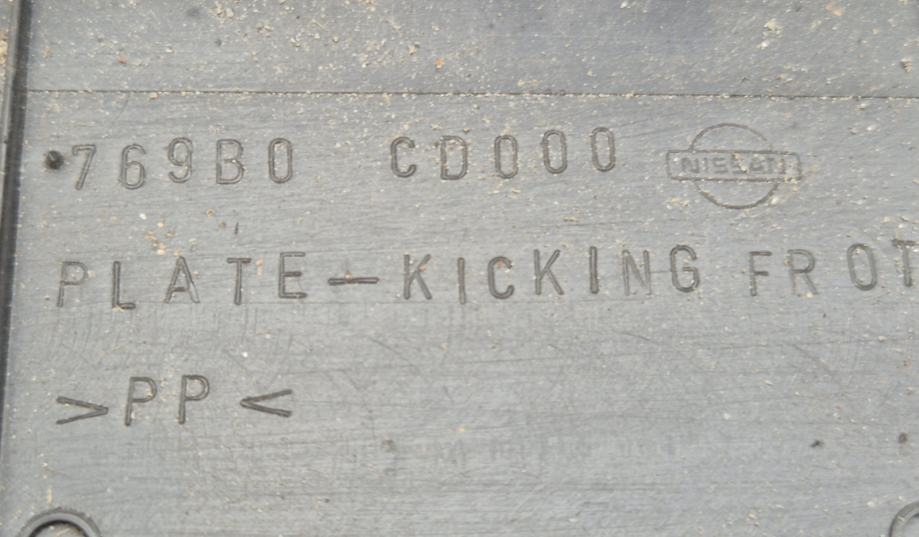 769B0 CD000 NISSAN
PLATE-KICKING FROT
>PP<